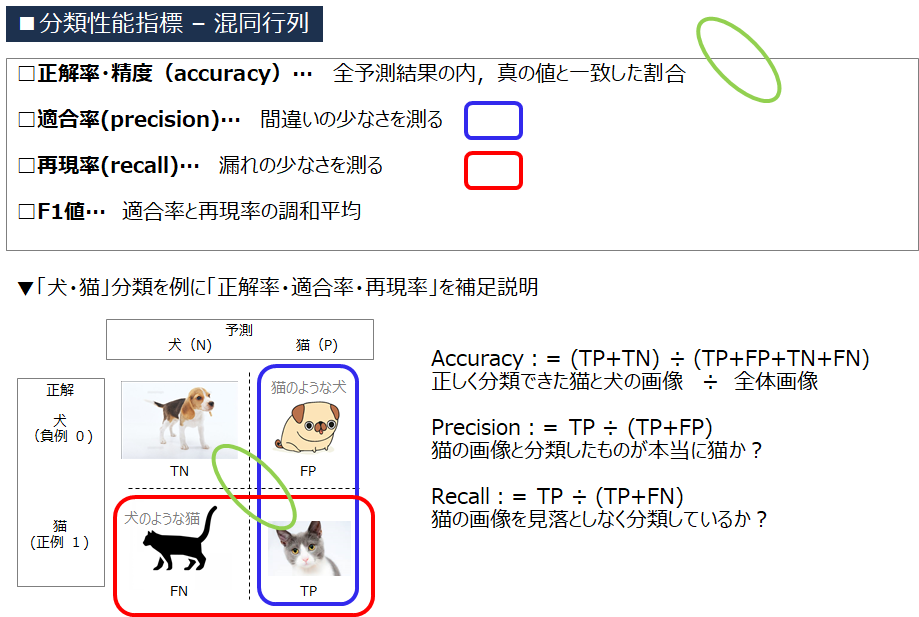 ■分類性能指標 – 混同行列
□正解率・精度（accuracy）… 全予測結果の内，真の値と一致した割合
□適合率(precision)… 間違いの少なさを測る
□再現率(recall)… 漏れの少なさを測る
□F1値… 適合率と再現率の調和平均
▼「犬・猫」分類を例に「正解率・適合率・再現率」を補足説明
予測
犬（N） 猫（P）
正解
犬
（負例 0）
猫のような犬
TN FP
猫
(正例 1)
犬のような猫
FN TP
Accuracy : = (TP+TN) ÷ (TP+FP+TN+FN)
正しく分類できた猫と犬の画像 ÷ 全体画像
Precision : = TP ÷ (TP+FP)
猫の画像と分類したものが本当に猫か？
Recall : = TP ÷ (TP+FN)
猫の画像を見落としなく分類しているか？